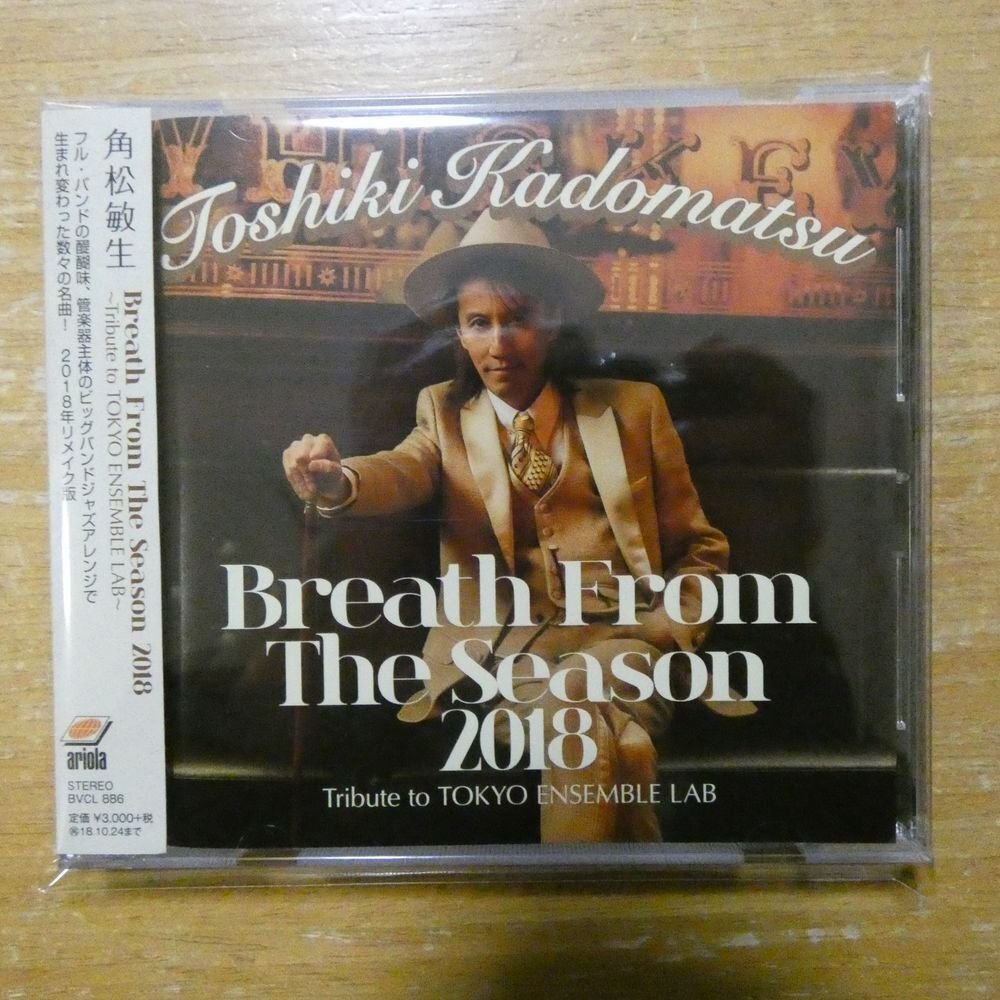 角松敏生
Breath From The Season 2018
~Tribute to TOKYO ENSEMBLE LAB~
フル・バンドの醍醐味、管楽器主体のビッグバンドジャズアレンジで
生まれ変わった数々の名曲! 2018年リメイク版
ariola
STEREO
BVCL 886
定価 ¥3,000+税
18.10.24まで
Toshiki Kadomatsu
Breath From
The Season
2018
Tribute to TOKYO ENSEMBLE LAB